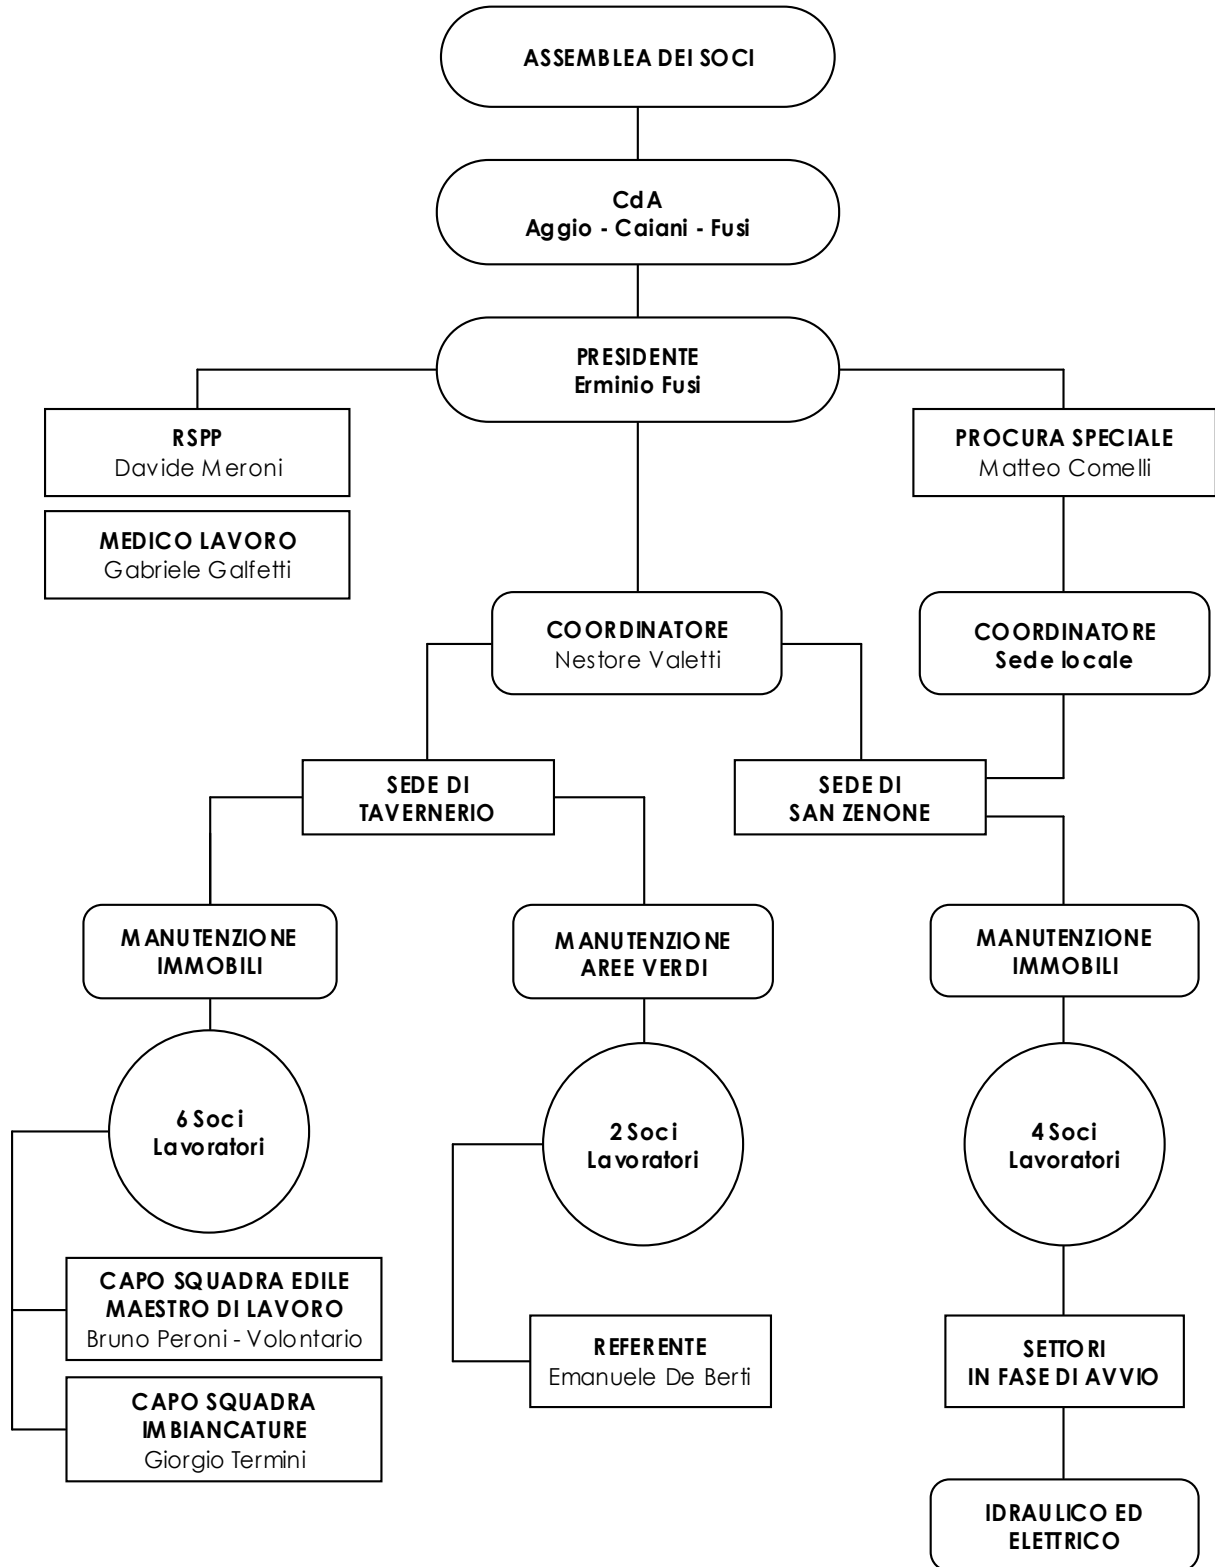 ASSEMBLEA DEI SOCI
CdA
Aggio - Caiani - Fusi
PRESIDENTE
Erminio Fusi
RSPP
Davide Meroni
PROCURA SPECIALE
Matteo Comelli
MEDICO LAVORO
Gabriele Galfetti
COORDINATORE
Nestore Valetti
COORDINATORE
Sede locale
SEDE DI
TAVERNERIO
SEDE DI
SAN ZENONE
MANUTENZIONE
IMMOBILI
MANUTENZIONE
AREE VERDI
MANUTENZIONE
IMMOBILI
6 Soci
Lavoratori
2 Soci
Lavoratori
4 Soci
Lavoratori
CAPO SQUADRA EDILE
MAESTRO DI LAVORO
Bruno Peroni - Volontario
REFERENTE
Emanuele De Berti
SETTORI
IN FASE DI AVVIO
CAPO SQUADRA
IMBIANCATURE
Giorgio Termini
IDRAULICO ED
ELETTRICO